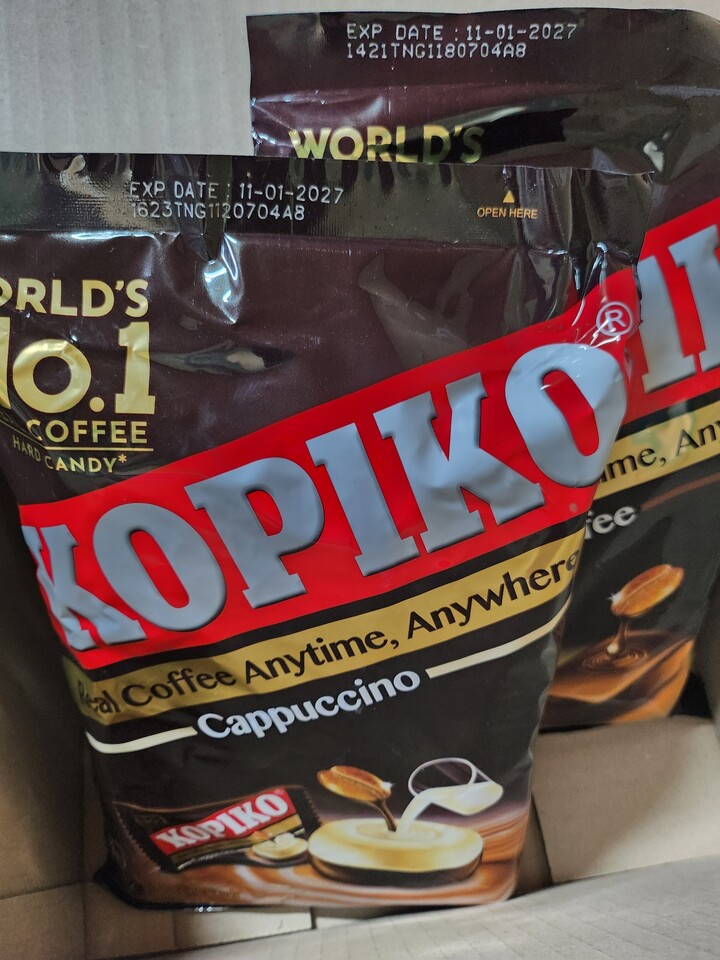 EXP DATE : 11-01-2027
1421TNG1180704A8
WORLD'S
EXP DATE : 11-01-2027
1623TNG1120704A8
OPEN HERE
ORLD'S
No.1
COFFEE
HARD CANDY*
KOPIKO®
Real Coffee Anytime, Anywhere
Cappuccino
KOPIKO